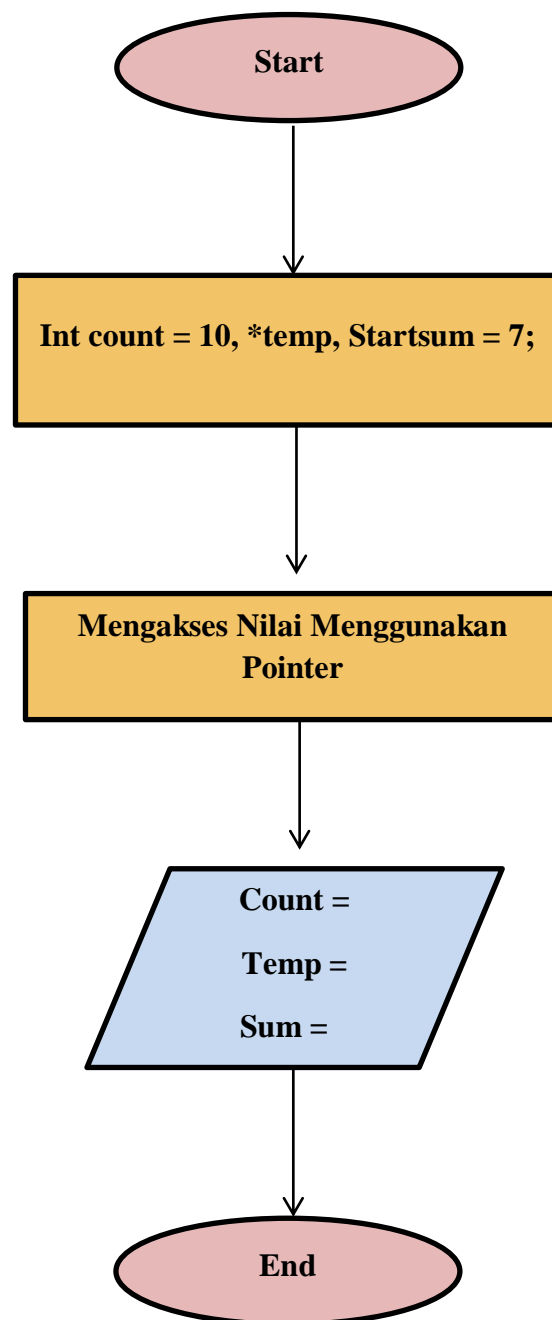 Start
Int count = 10, *temp, Startsum = 7;
Mengakses Nilai Menggunakan
Pointer
Count =
Temp =
Sum =
End